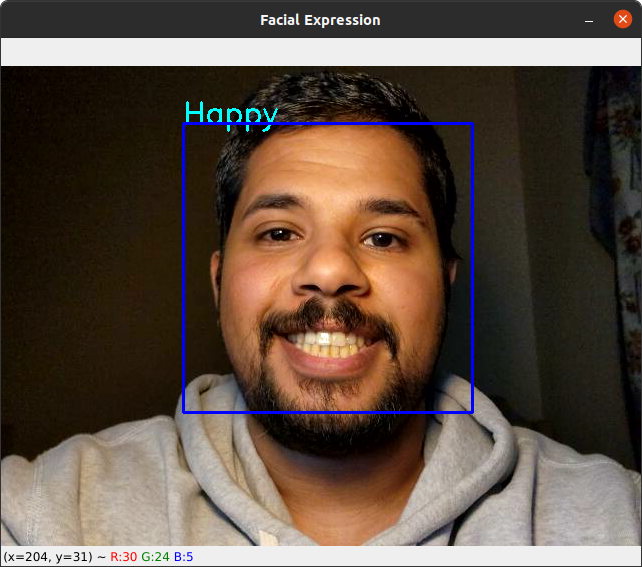 Facial Expression
Happy
(x=204, y=31) ~ R:30 G:24 B:5